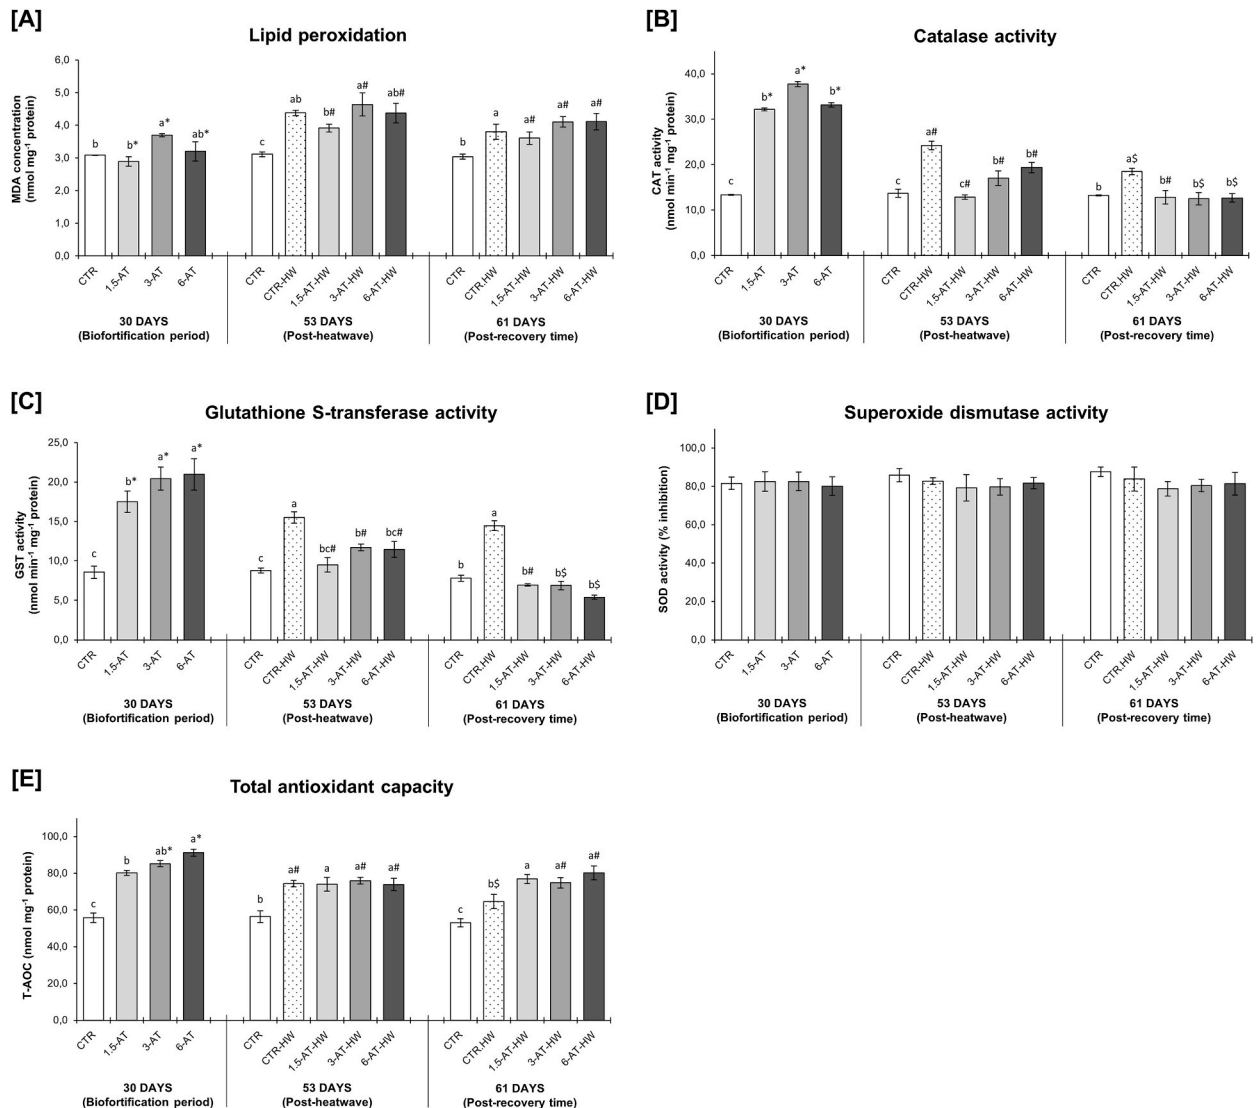 [A]
Lipid peroxidation
MDA concentration
(nmol mg-1 protein)
6,0
5,0
4,0
3,0
2,0
1,0
0,0
b
b*
a*
ab*
c
ab
b#
a#
ab#
b
a
a#
a#
a#
CTR
1.5-AT
3-AT
6-AT
CTR
CTR-HW
1.5-AT-HW
3-AT-HW
6-AT-HW
CTR
CTR.HW
1.5-AT-HW
3-AT-HW
6-AT-HW
30 DAYS
(Biofortification period)
53 DAYS
(Post-heatwave)
61 DAYS
(Post-recovery time)
[B]
Catalase activity
CAT activity
(nmol min-1 mg-1 protein)
40,0
30,0
20,0
10,0
0,0
c
b*
a*
b*
c
a#
c#
b#
b#
b
a$
b#
b$
b$
CTR
1.5-AT
3-AT
6-AT
CTR
CTR-HW
1.5-AT-HW
3-AT-HW
6-AT-HW
CTR
CTR.HW
1.5-AT-HW
3-AT-HW
6-AT-HW
30 DAYS
(Biofortification period)
53 DAYS
(Post-heatwave)
61 DAYS
(Post-recovery time)
[C]
Glutathione S-transferase activity
GST activity
(nmol min-1 mg-1 protein)
25,0
20,0
15,0
10,0
5,0
0,0
c
b*
a*
a*
c
a
bc#
b#
bc#
b
a
b#
b$
b$
CTR
1.5-AT
3-AT
6-AT
CTR
CTR-HW
1.5-AT-HW
3-AT-HW
6-AT-HW
CTR
CTR-HW
1.5-AT-HW
3-AT-HW
6-AT-HW
30 DAYS
(Biofortification period)
53 DAYS
(Post-heatwave)
61 DAYS
(Post-recovery time)
[D]
Superoxide dismutase activity
SOD activity (% inhibition)
100,0
80,0
60,0
40,0
20,0
0,0
CTR
1.5-AT
3-AT
6-AT
CTR
CTR-HW
1.5-AT-HW
3-AT-HW
6-AT-HW
CTR
CTR.HW
1.5-AT-HW
3-AT-HW
6-AT-HW
30 DAYS
(Biofortification period)
53 DAYS
(Post-heatwave)
61 DAYS
(Post-recovery time)
[E]
Total antioxidant capacity
T-AOC (nmol mg-1 protein)
100,0
80,0
60,0
40,0
20,0
0,0
c
b
ab*
a*
b
a#
a
a#
a#
c
b$
a
a#
a#
CTR
1.5-AT
3-AT
6-AT
CTR
CTR-HW
1.5-AT-HW
3-AT-HW
6-AT-HW
CTR
CTR.HW
1.5-AT-HW
3-AT-HW
6-AT-HW
30 DAYS
(Biofortification period)
53 DAYS
(Post-heatwave)
61 DAYS
(Post-recovery time)